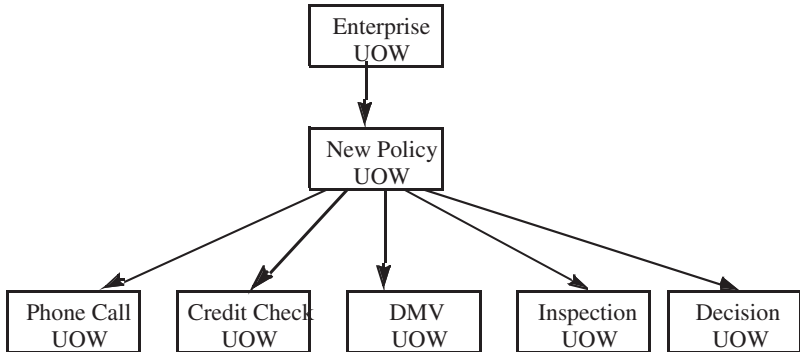 Enterprise
UOW
New Policy
UOW
Phone Call
UOW
Credit Check
UOW
DMV
UOW
Inspection
UOW
Decision
UOW